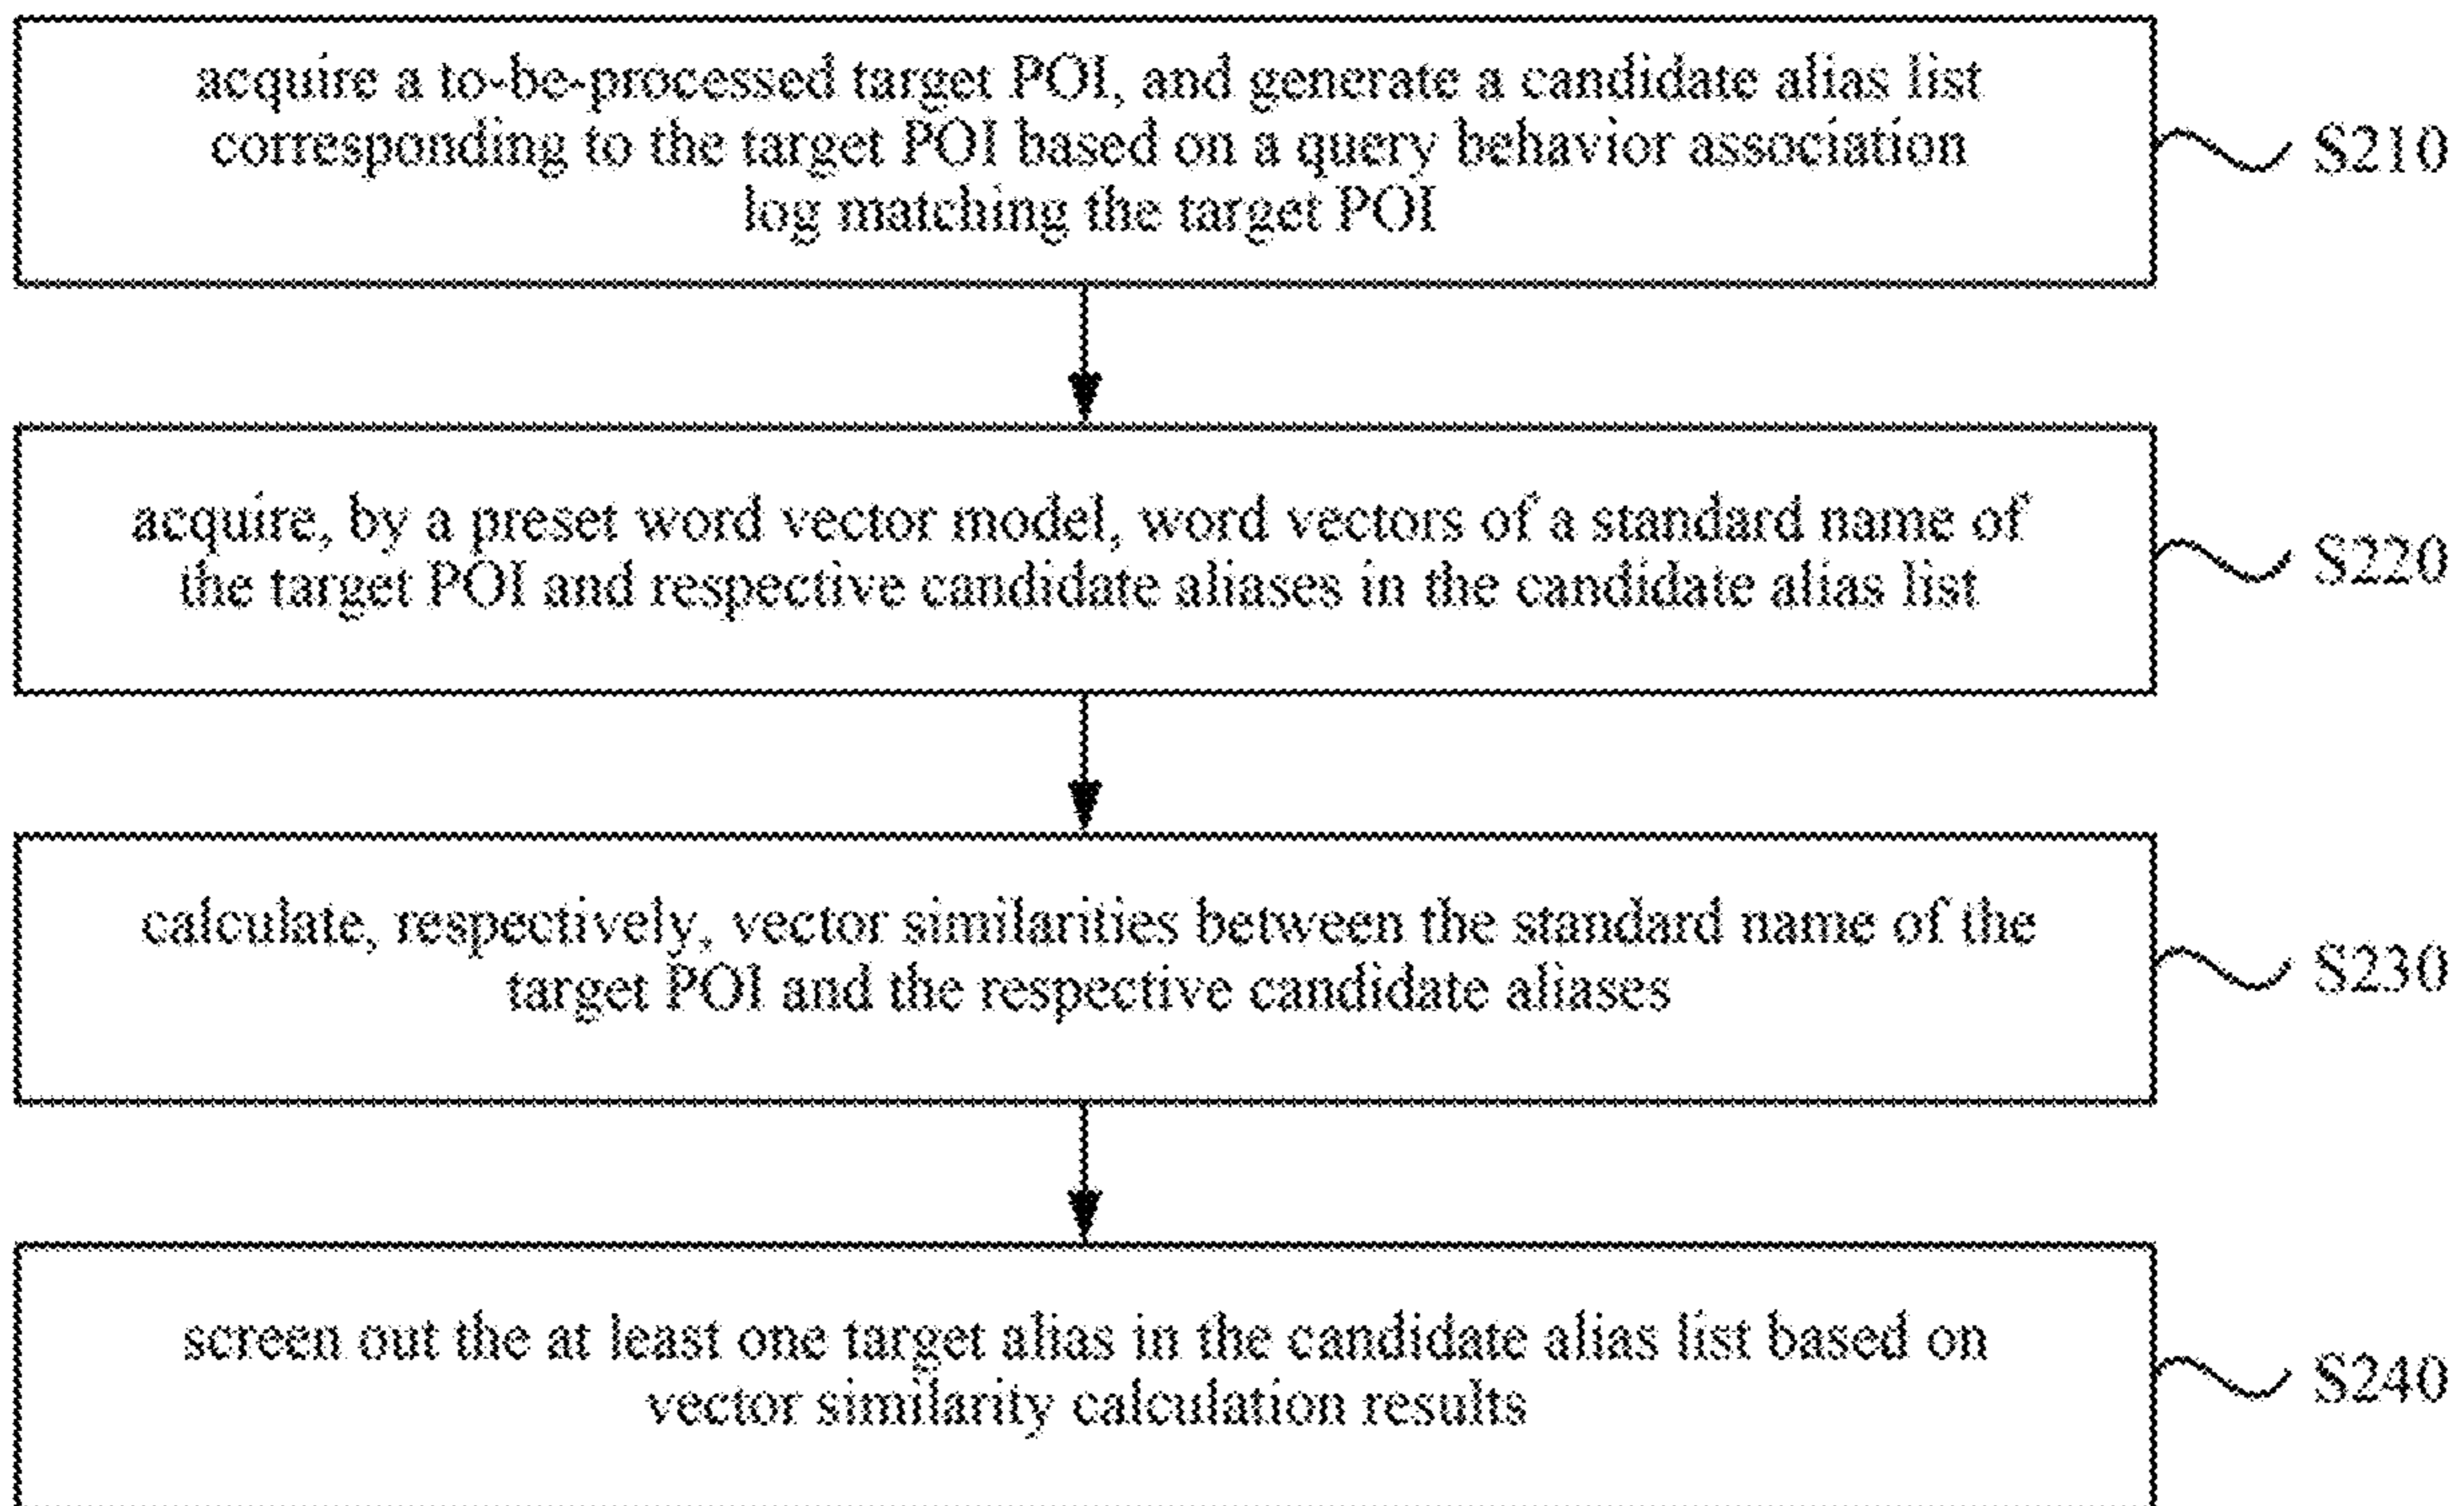 acquire a to-be-processed target POI, and generate a candidate alias list
corresponding to the target POI based on a query behavior association
log matching the target POI
S210
acquire, by a preset word vector model, word vectors of a standard name of
the target POI and respective candidate aliases in the candidate alias list
S220
calculate, respectively, vector similarities between the standard name of the
target POI and the respective candidate aliases
S230
screen out the at least one target alias in the candidate alias list based on
vector similarity calculation results
S240